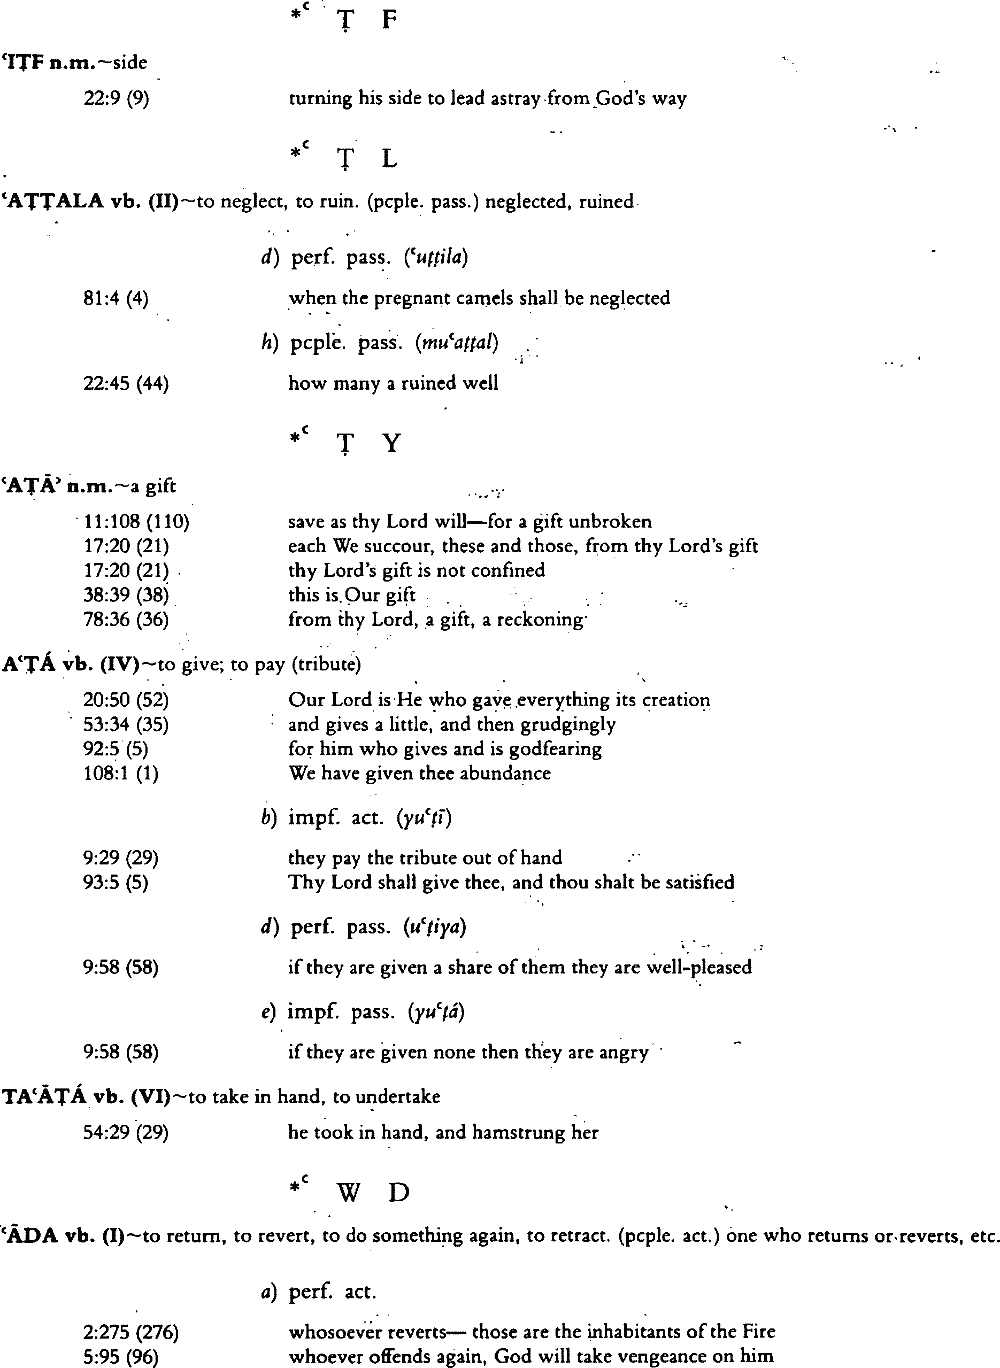 *ʿ Ṭ F
ʿIṬF n.m.~side
22:9 (9) turning his side to lead astray from God's way
*ʿ Ṭ L
ʿAṬṬALA vb. (II)~to neglect, to ruin. (pcple. pass.) neglected, ruined
d) perf. pass. (ʿuṭṭila)
81:4 (4) when the pregnant camels shall be neglected
h) pcple. pass. (muʿaṭṭal)
22:45 (44) how many a ruined well
*ʿ Ṭ Y
ʿAṬĀʾ n.m.~a gift
11:108 (110) save as thy Lord will—for a gift unbroken
17:20 (21) each We succour, these and those, from thy Lord's gift
17:20 (21) thy Lord's gift is not confined
38:39 (38) this is Our gift
78:36 (36) from thy Lord, a gift, a reckoning
AʿṬÁ vb. (IV)~to give; to pay (tribute)
20:50 (52) Our Lord is He who gave everything its creation
53:34 (35) and gives a little, and then grudgingly
92:5 (5) for him who gives and is godfearing
108:1 (1) We have given thee abundance
b) impf. act. (yuʿṭī)
9:29 (29) they pay the tribute out of hand
93:5 (5) Thy Lord shall give thee, and thou shalt be satisfied
d) perf. pass. (uʿṭiya)
9:58 (58) if they are given a share of them they are well-pleased
e) impf. pass. (yuʿṭá)
9:58 (58) if they are given none then they are angry
TAʿĀṬÁ vb. (VI)~to take in hand, to undertake
54:29 (29) he took in hand, and hamstrung her
*ʿ W D
ʿĀDA vb. (I)~to return, to revert, to do something again, to retract. (pcple. act.) one who returns or reverts, etc.
a) perf. act.
2:275 (276) whosoever reverts— those are the inhabitants of the Fire
5:95 (96) whoever offends again, God will take vengeance on him